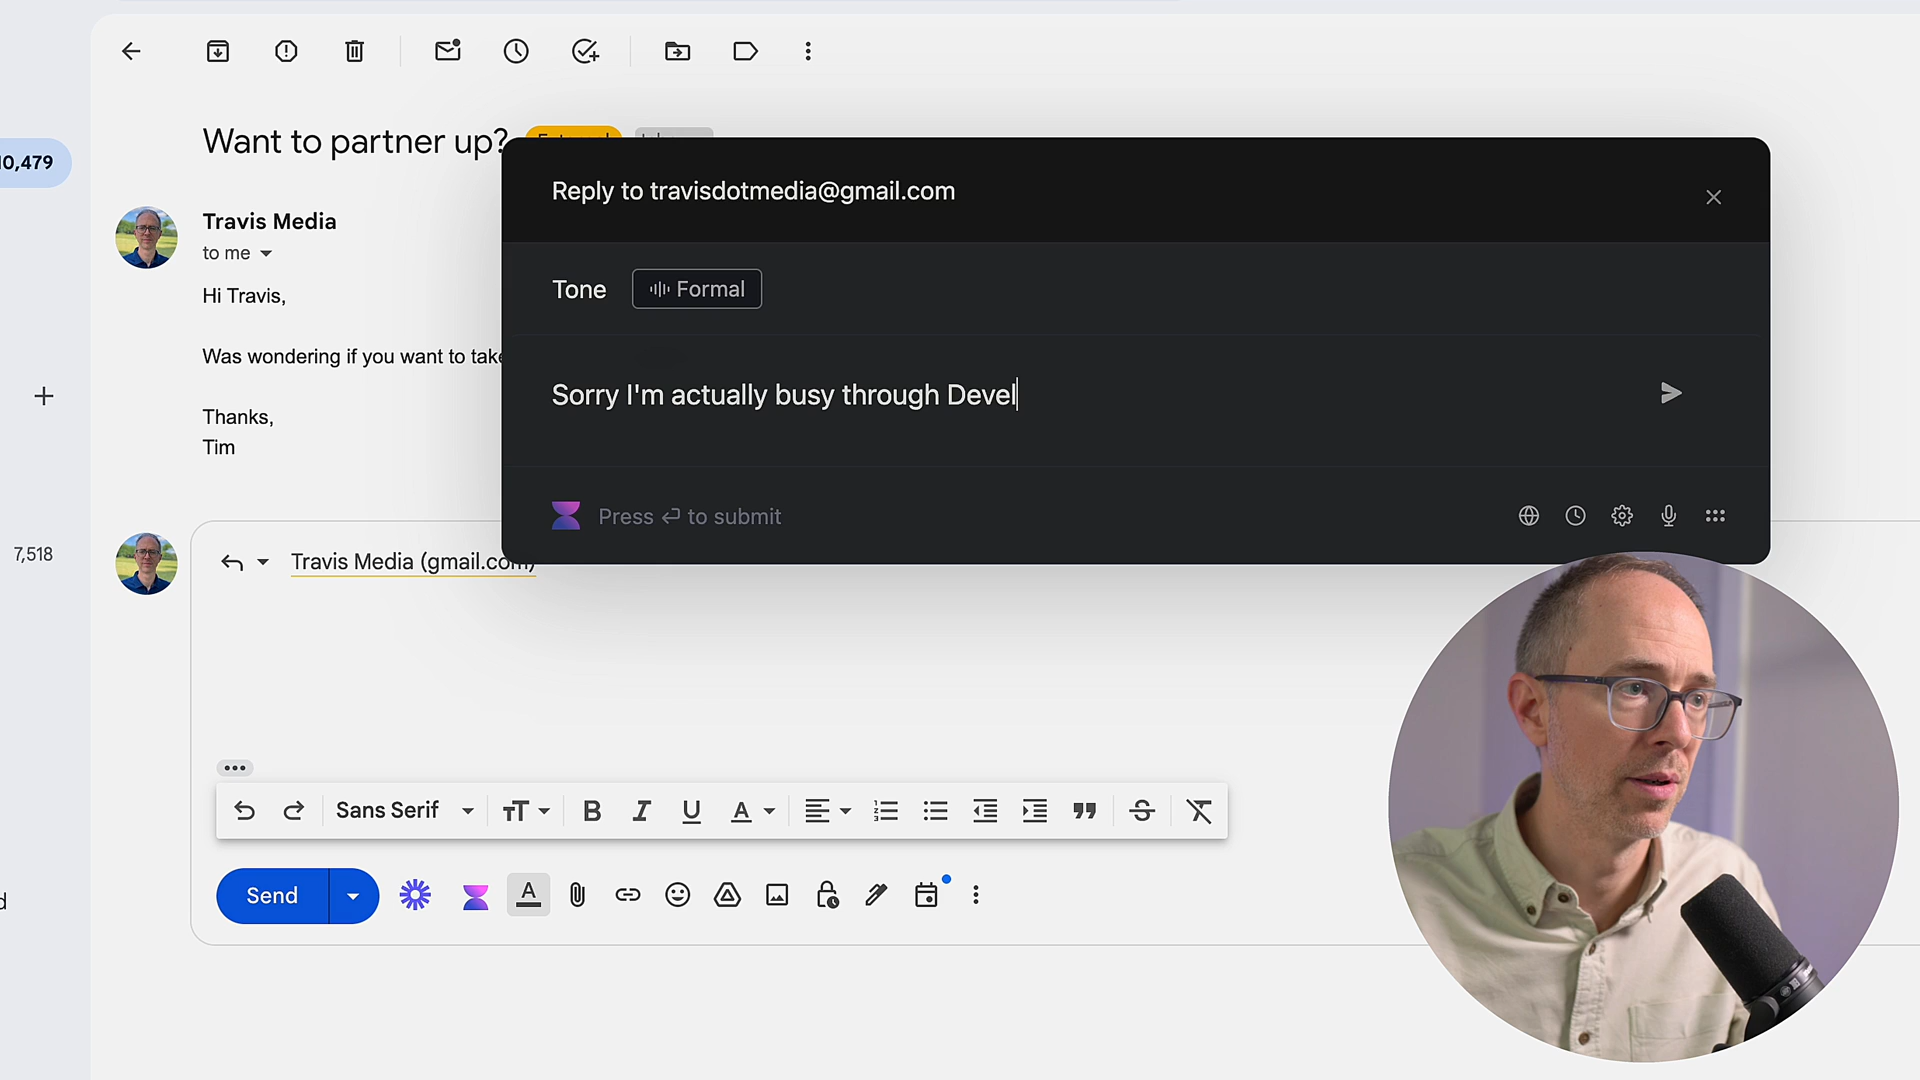 Want to partner up?
10,479
Reply to travisdotmedia@gmail.com
Travis Media
to me
Tone
Formal
Hi Travis,
Was wondering if you want to take
Sorry I'm actually busy through Devel
Thanks,
Tim
Press ⏎ to submit
7,518
Travis Media (gmail.com)
Sans Serif
Send